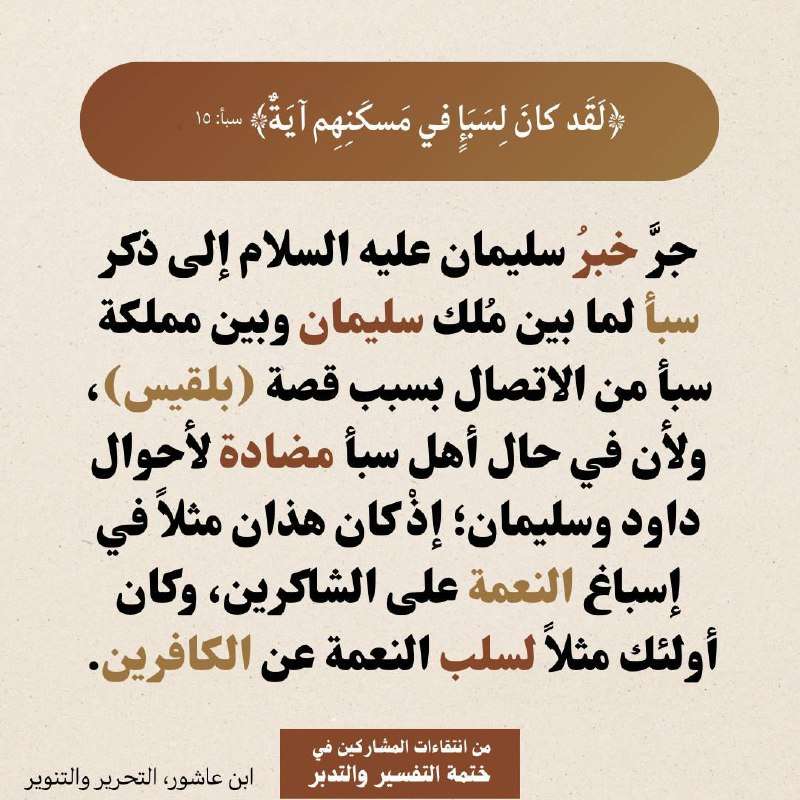 ﴿لَقَد كانَ لِسَبَإٍ في مَسكَنِهِم آيَةٌ﴾ سبأ: ١٥
جرَّ خبرُ سليمان عليه السلام إلى ذكر
سبأ لما بين مُلك سليمان وبين مملكة
سبأ من الاتصال بسبب قصة (بلقيس)،
ولأن في حال أهل سبأ مضادة لأحوال
داود وسليمان؛ إذْ كان هذان مثلاً في
إسباغ النعمة على الشاكرين، وكان
أولئك مثلاً لسلب النعمة عن الكافرين.
من انتقاءات المشاركين في
ختمة التفسير والتدبر
ابن عاشور، التحرير والتنوير